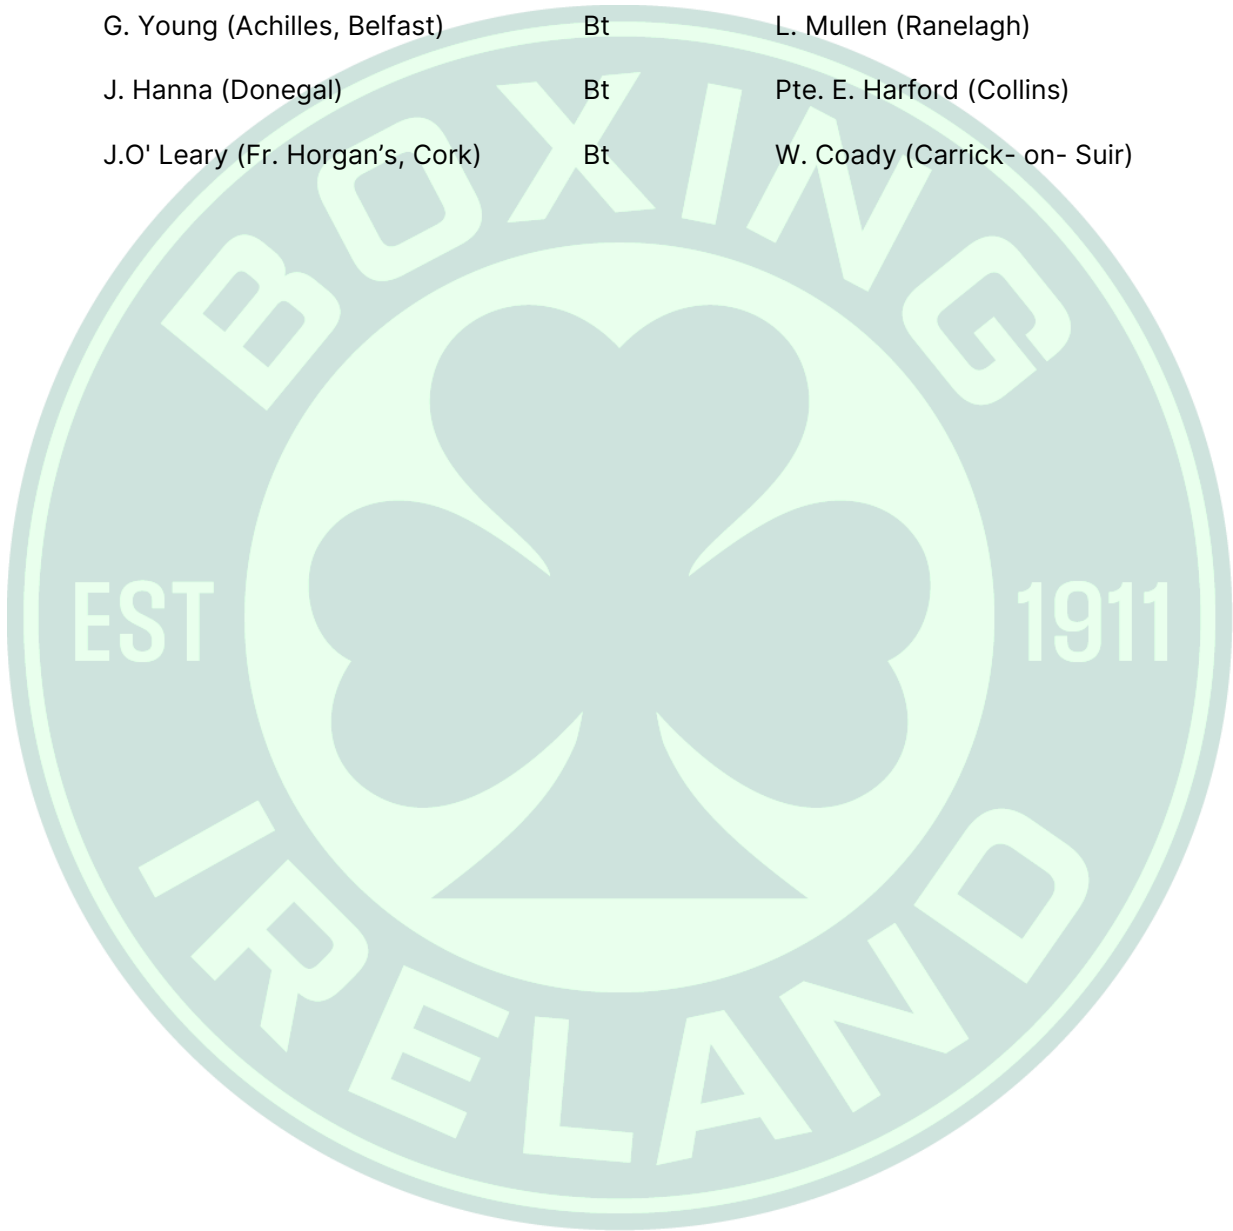 G. Young (Achilles, Belfast) Bt L. Mullen (Ranelagh)
J. Hanna (Donegal) Bt Pte. E. Harford (Collins)
J.O' Leary (Fr. Horgan’s, Cork) Bt W. Coady (Carrick- on- Suir)
BOXING
EST 1911
IRELAND